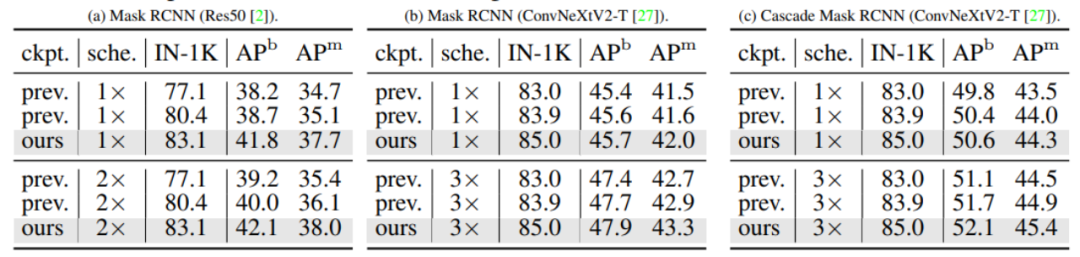 (a) Mask RCNN (Res50 [2]).
ckpt. sche. IN-1K APb APm
prev. 1× 77.1 38.2 34.7
prev. 1× 80.4 38.7 35.1
ours 1× 83.1 41.8 37.7
prev. 2× 77.1 39.2 35.4
prev. 2× 80.4 40.0 36.1
ours 2× 83.1 42.1 38.0
(b) Mask RCNN (ConvNeXtV2-T [27]).
ckpt. sche. IN-1K APb APm
prev. 1× 83.0 45.4 41.5
prev. 1× 83.9 45.6 41.6
ours 1× 85.0 45.7 42.0
prev. 3× 83.0 47.4 42.7
prev. 3× 83.9 47.7 42.9
ours 3× 85.0 47.9 43.3
(c) Cascade Mask RCNN (ConvNeXtV2-T [27]).
ckpt. sche. IN-1K APb APm
prev. 1× 83.0 49.8 43.5
prev. 1× 83.9 50.4 44.0
ours 1× 85.0 50.6 44.3
prev. 3× 83.0 51.1 44.5
prev. 3× 83.9 51.7 44.9
ours 3× 85.0 52.1 45.4